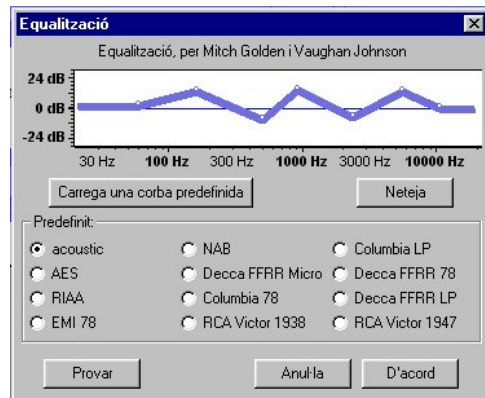 Equalització
Equalització, per Mitch Golden i Vaughan Johnson
24 dB
0 dB
-24 dB
30 Hz 100 Hz 300 Hz 1000 Hz 3000 Hz 10000 Hz
Carrega una corba predefinida Neteja
Predefinit:
acoustic NAB Columbia LP
AES Decca FFRR Micro Decca FFRR 78
RIAA Columbia 78 Decca FFRR LP
EMI 78 RCA Victor 1938 RCA Victor 1947
Provar Anul·la D'acord